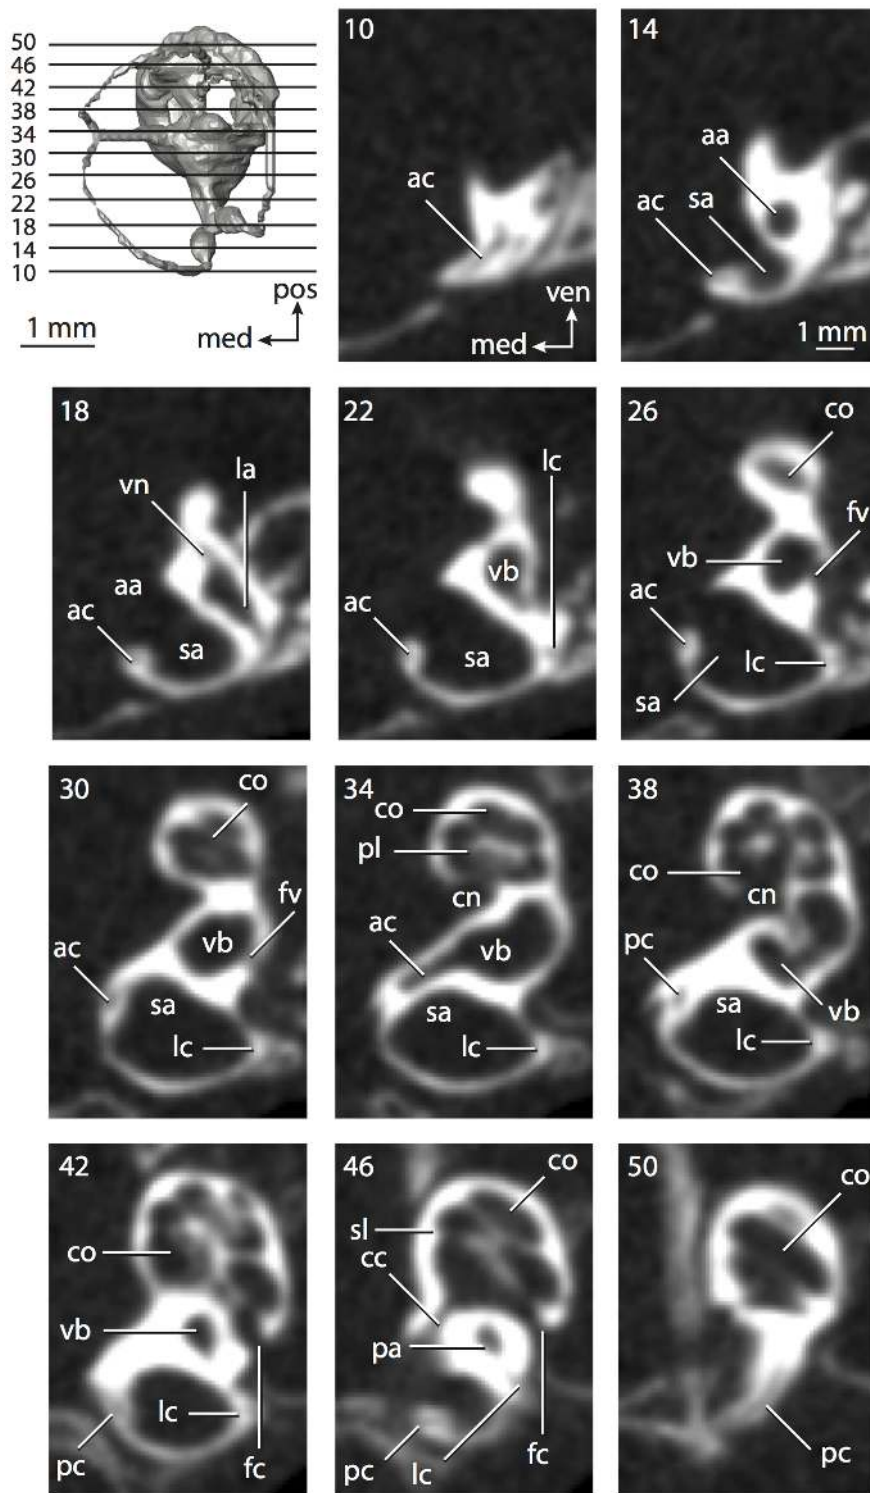 50
46
42
38
34
30
26
22
18
14
10
pos
1 mm
med
10
ac
ven
med
14
aa
sa
ac
1 mm
18
la
vn
aa
ac
sa
22
lc
vb
ac
sa
26
co
fv
vb
ac
lc
sa
30
co
fv
vb
ac
sa
lc
34
co
pl
cn
ac
vb
sa
lc
38
co
cn
pc
sa
vb
lc
42
co
vb
lc
pc
fc
46
co
sl
cc
pa
pc
lc
fc
50
co
pc